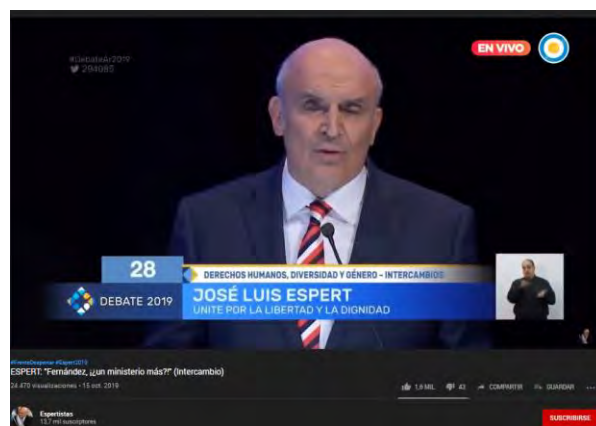 #DebateAr2019
294085
EN VIVO
28
DERECHOS HUMANOS, DIVERSIDAD Y GÉNERO - INTERCAMBIOS
DEBATE 2019
JOSÉ LUIS ESPERT
UNITE POR LA LIBERTAD Y LA DIGNIDAD
#FrenteDespertar #Espert2019
ESPERT: "Fernández, ¡¿un ministerio más?!" (Intercambio)
24.470 visualizaciones • 15 oct. 2019
1,9 MIL 42 COMPARTIR GUARDAR ...
Espertistas
13,7 mil suscriptores
SUSCRIBIRSE